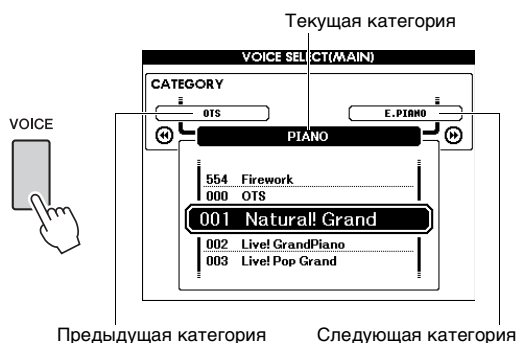 Текущая категория
VOICE SELECT(MAIN)
CATEGORY
OTS
E.PIANO
PIANO
VOICE
554 Firework
000 OTS
001 Natural! Grand
002 Live! GrandPiano
003 Live! Pop Grand
Предыдущая категория
Следующая категория